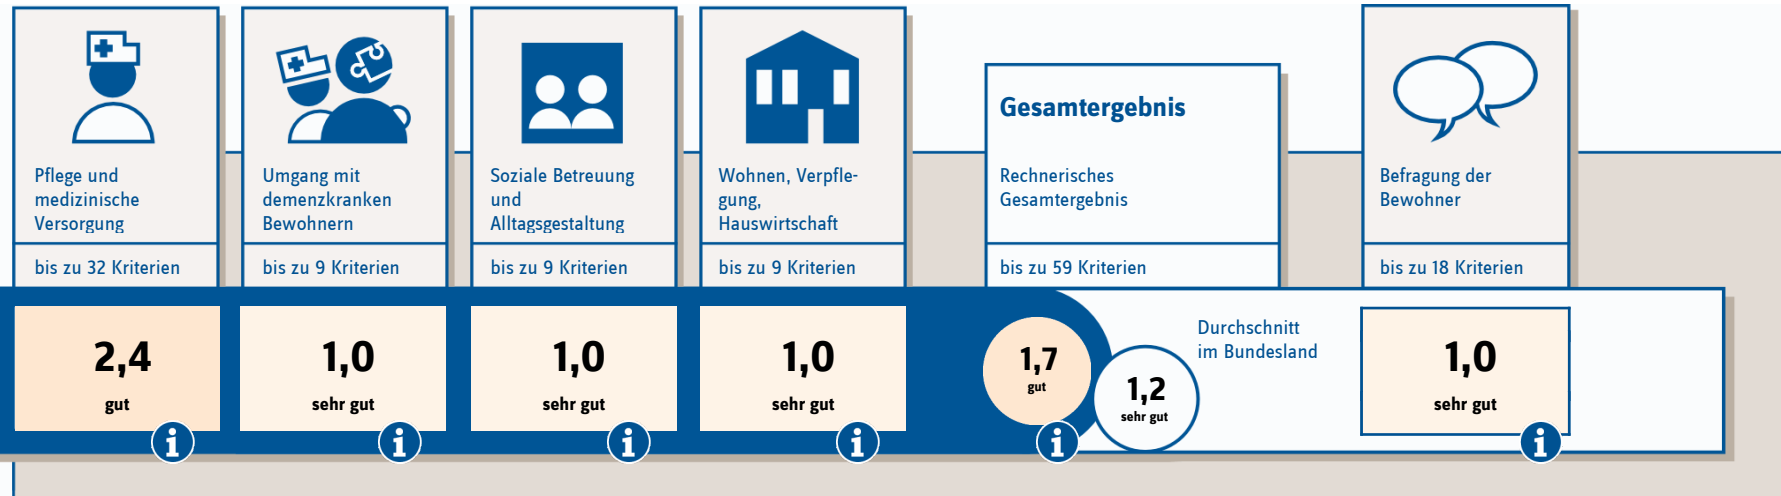 Pflege und
medizinische
Versorgung
bis zu 32 Kriterien
2,4
gut
i
Umgang mit
demenzkranken
Bewohnern
bis zu 9 Kriterien
1,0
sehr gut
i
Soziale Betreuung
und
Alltagsgestaltung
bis zu 9 Kriterien
1,0
sehr gut
i
Wohnen, Verpfle-
gung,
Hauswirtschaft
bis zu 9 Kriterien
1,0
sehr gut
i
Gesamtergebnis
Rechnerisches
Gesamtergebnis
bis zu 59 Kriterien
1,7
gut
i
1,2
sehr gut
Durchschnitt
im Bundesland
Befragung der
Bewohner
bis zu 18 Kriterien
1,0
sehr gut
i